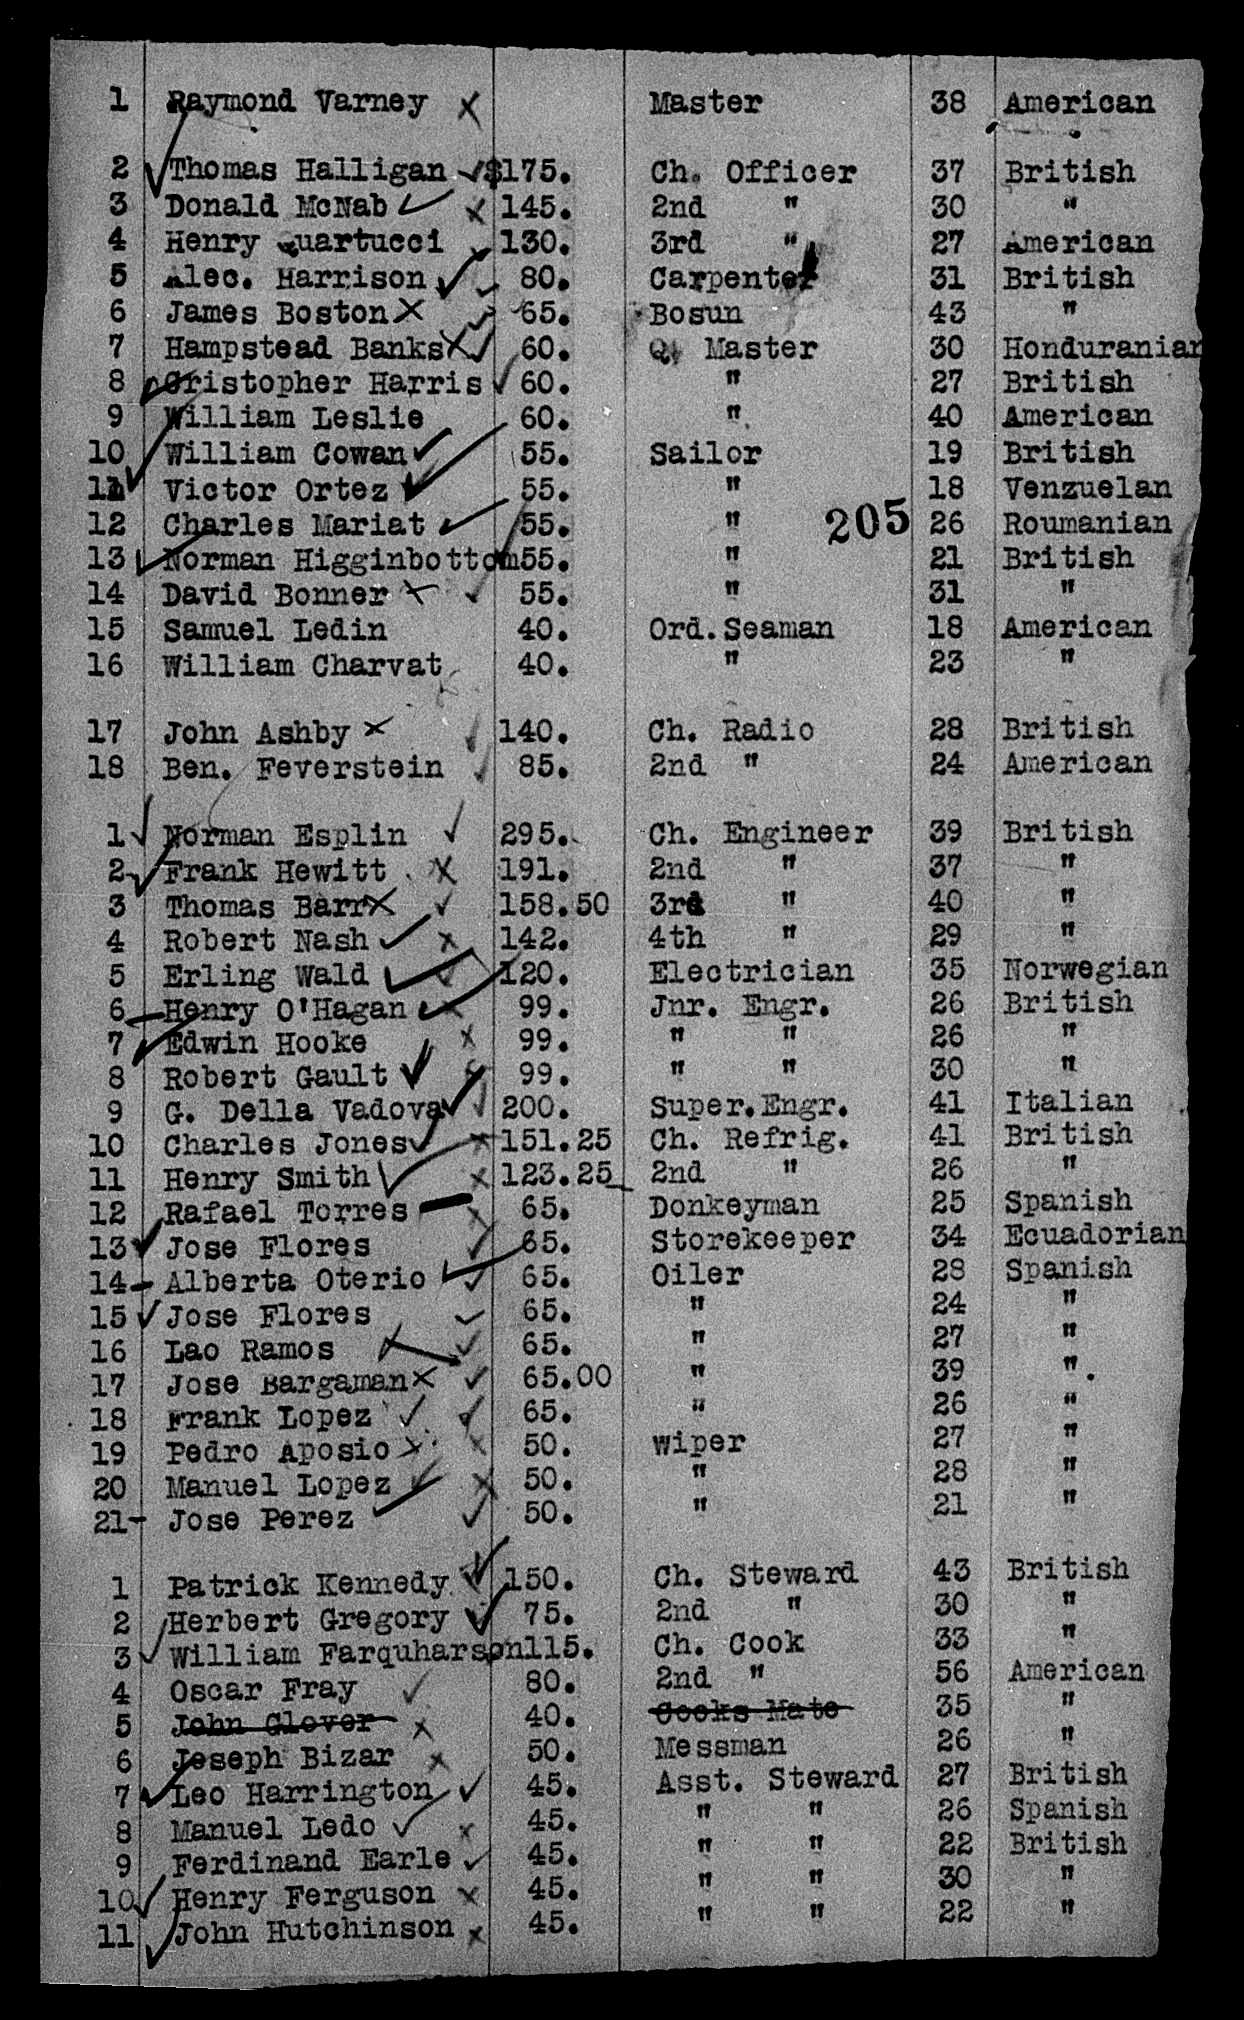 1 Raymond Varney Master 38 American
2 Thomas Halligan $175. Ch. Officer 37 British
3 Donald McNab 145. 2nd " 30 "
4 Henry Quartucci 130. 3rd " 27 American
5 Alec. Harrison 80. Carpenter 31 British
6 James Boston 65. Bosun 43 "
7 Hampstead Banks 60. Q. Master 30 Honduranian
8 Cristopher Harris 60. " 27 British
9 William Leslie 60. " 40 American
10 William Cowan 55. Sailor 19 British
11 Victor Ortez 55. " 18 Venzuelan
12 Charles Mariat 55. " 205 26 Roumanian
13 Norman Higginbottom 55. " 21 British
14 David Bonner 55. " 31 "
15 Samuel Ledin 40. Ord. Seaman 18 American
16 William Charvat 40. " 23 "
17 John Ashby 140. Ch. Radio 28 British
18 Ben. Feverstein 85. 2nd " 24 American
1 Norman Esplin 295. Ch. Engineer 39 British
2 Frank Hewitt 191. 2nd " 37 "
3 Thomas Barr 158.50 3rd " 40 "
4 Robert Nash 142. 4th " 29 "
5 Erling Wald 120. Electrician 35 Norwegian
6 Henry O'Hagan 99. Jnr. Engr. 26 British
7 Edwin Hooke 99. " " 26 "
8 Robert Gault 99. " " 30 "
9 G. Della Vadova 200. Super. Engr. 41 Italian
10 Charles Jones 151.25 Ch. Refrig. 41 British
11 Henry Smith 123.25 2nd " 26 "
12 Rafael Torres 65. Donkeyman 25 Spanish
13 Jose Flores 65. Storekeeper 34 Ecuadorian
14 Alberta Oterio 65. Oiler 28 Spanish
15 Jose Flores 65. " 24 "
16 Lao Ramos 65. " 27 "
17 Jose Bargaman 65.00 " 39 "
18 Frank Lopez 65. " 26 "
19 Pedro Aposio 50. Wiper 27 "
20 Manuel Lopez 50. " 28 "
21 Jose Perez 50. " 21 "
1 Patrick Kennedy 150. Ch. Steward 43 British
2 Herbert Gregory 75. 2nd " 30 "
3 William Farquharson 115. Ch. Cook 33 "
4 Oscar Fray 80. 2nd " 56 American
5 John Glover 40. Cooks Mate 35 "
6 Joseph Bizar 50. Messman 26 "
7 Leo Harrington 45. Asst. Steward 27 British
8 Manuel Ledo 45. " " 26 Spanish
9 Ferdinand Earle 45. " " 22 British
10 Henry Ferguson 45. " " 30 "
11 John Hutchinson 45. " " 22 "